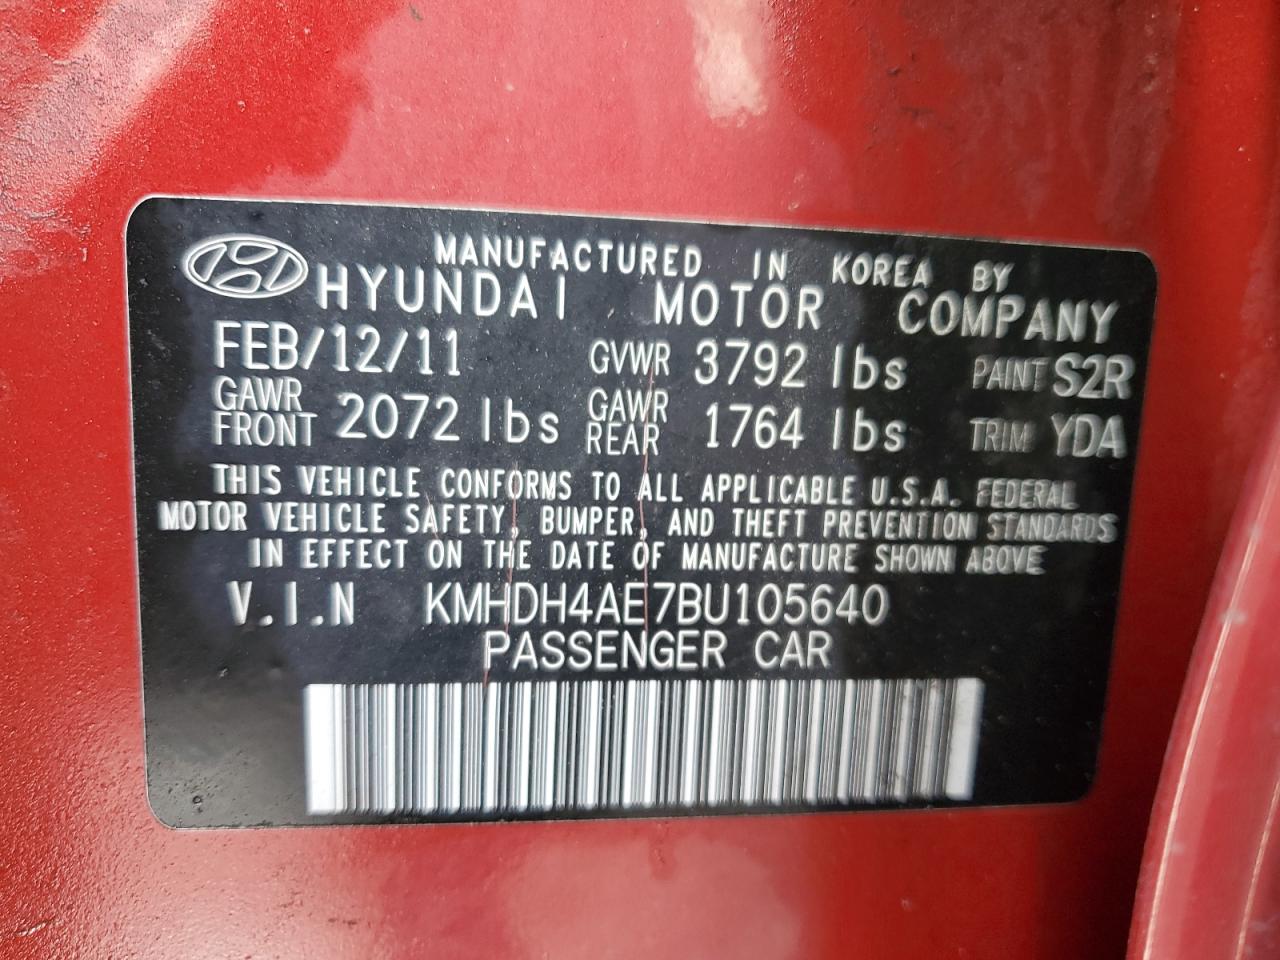 MANUFACTURED IN KOREA BY
HYUNDAI MOTOR COMPANY
FEB/12/11 GVWR 3792 lbs PAINT S2R
GAWR FRONT 2072 lbs GAWR REAR 1764 lbs TRIM YDA
THIS VEHICLE CONFORMS TO ALL APPLICABLE U.S.A. FEDERAL
MOTOR VEHICLE SAFETY, BUMPER, AND THEFT PREVENTION STANDARDS
IN EFFECT ON THE DATE OF MANUFACTURE SHOWN ABOVE
V.I.N KMHDH4AE7BU105640
PASSENGER CAR